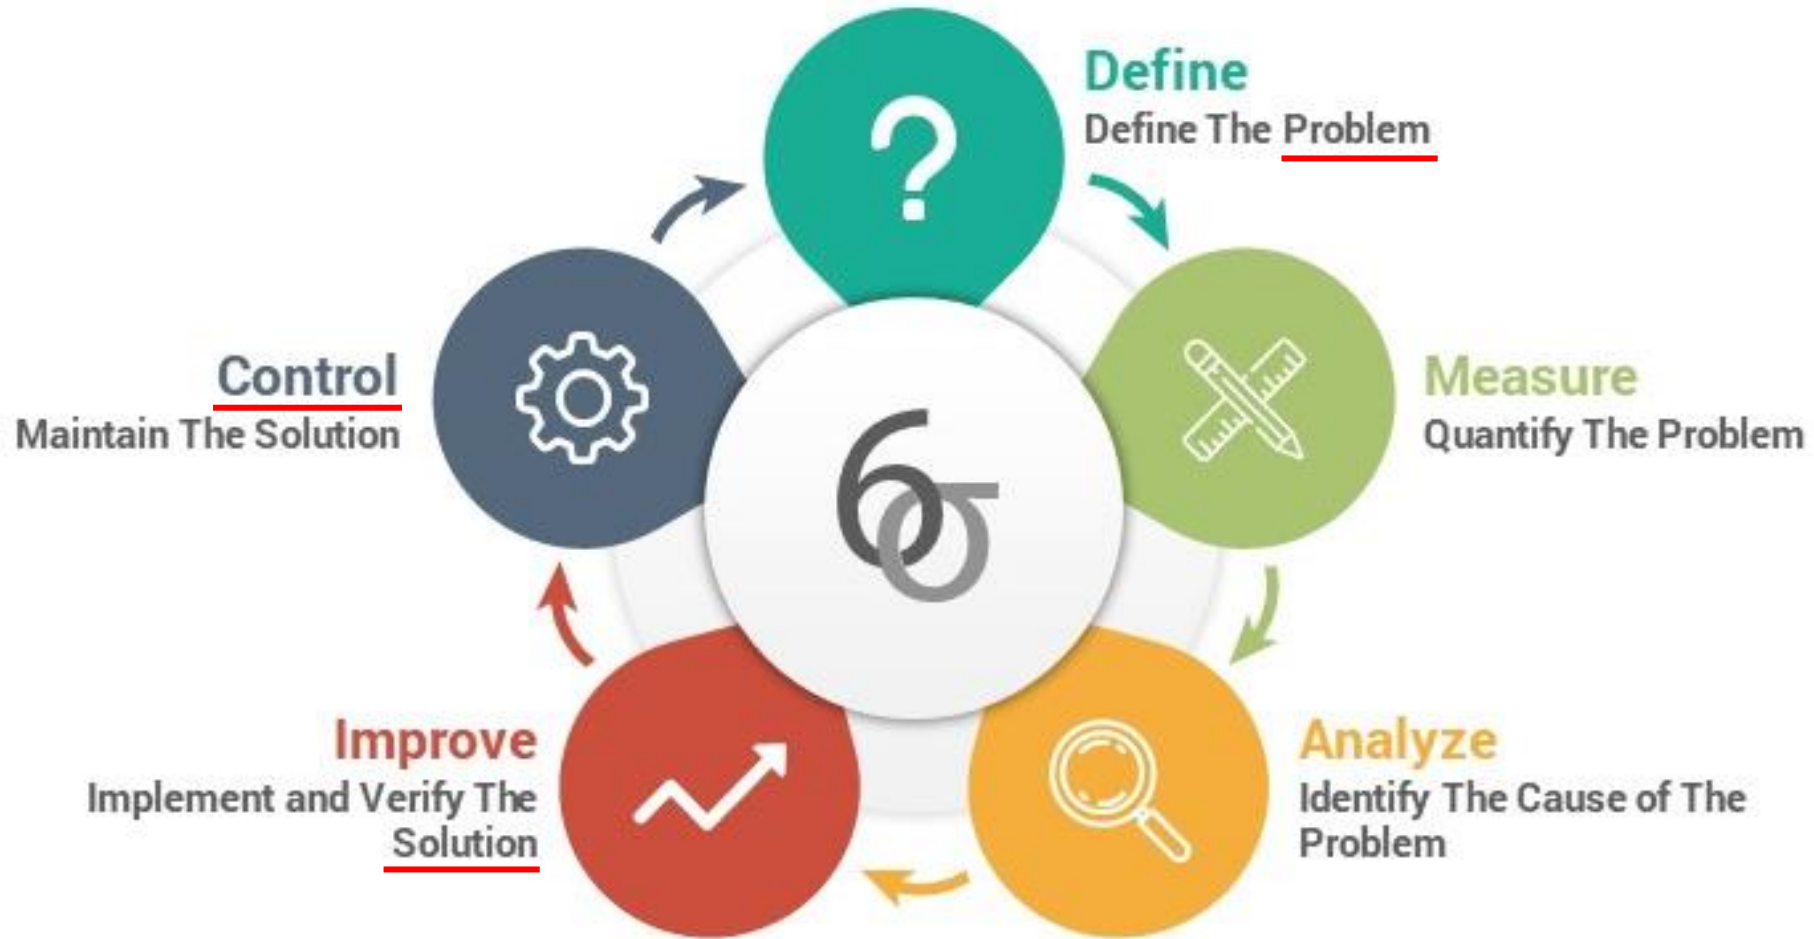 Define
Define The Problem
Measure
Quantify The Problem
Analyze
Identify The Cause of The
Problem
Improve
Implement and Verify The
Solution
Control
Maintain The Solution
6σ